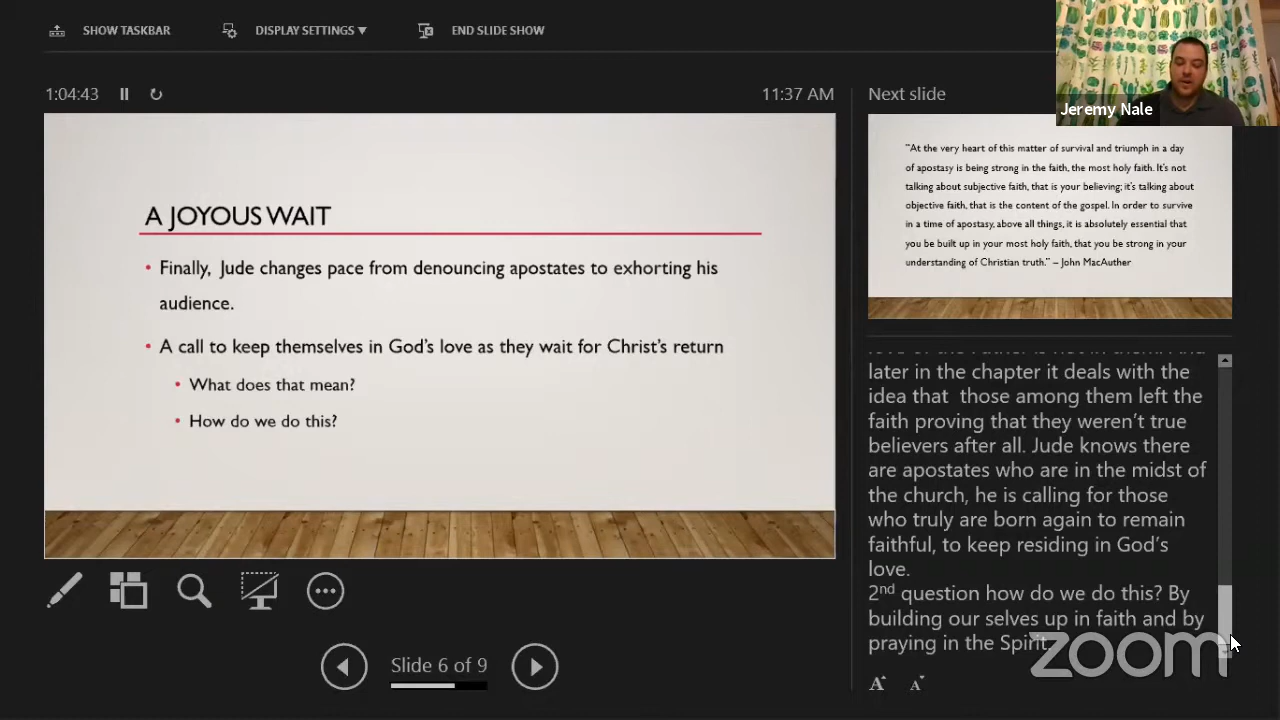 SHOW TASKBAR
DISPLAY SETTINGS ▼
END SLIDE SHOW
Jeremy Nale
1:04:43
11:37 AM
A JOYOUS WAIT
• Finally, Jude changes pace from denouncing apostates to exhorting his
audience.
• A call to keep themselves in God's love as they wait for Christ's return
• What does that mean?
• How do we do this?
Slide 6 of 9
Next slide
"At the very heart of this matter of survival and triumph in a day
of apostasy is being strong in the faith, the most holy faith. It's not
talking about subjective faith, that is your believing; it's talking about
objective faith, that is the content of the gospel. In order to survive
in a time of apostasy, above all things, it is absolutely essential that
you be built up in your most holy faith, that you be strong in your
understanding of Christian truth." – John MacAuther
love of the Father is not in them. And
later in the chapter it deals with the
idea that those among them left the
faith proving that they weren't true
believers after all. Jude knows there
are apostates who are in the midst of
the church, he is calling for those
who truly are born again to remain
faithful, to keep residing in God's
love.
2nd question how do we do this? By
building our selves up in faith and by
praying in the Spirit.
zoom
A A